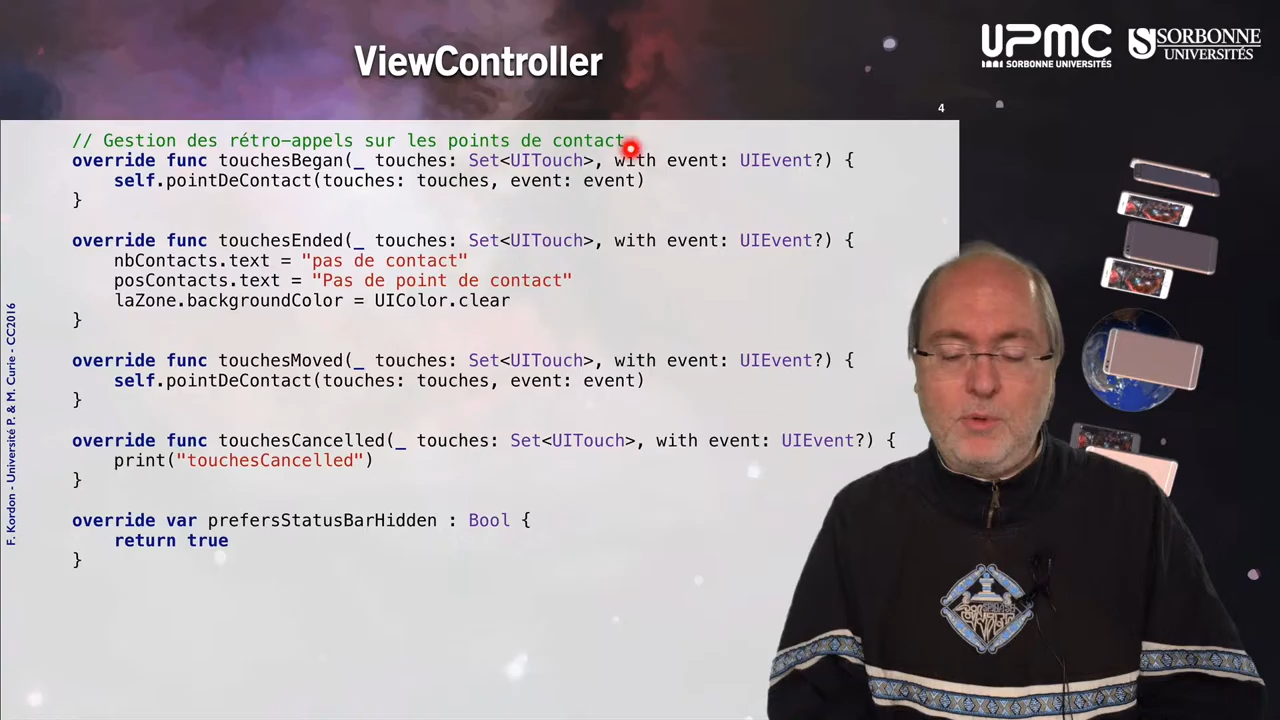 ViewController
UPMC
SORBONNE UNIVERSITÉS
SORBONNE
UNIVERSITÉS
4
// Gestion des rétro-appels sur les points de contact
override func touchesBegan(_ touches: Set<UITouch>, with event: UIEvent?) {
self.pointDeContact(touches: touches, event: event)
}
override func touchesEnded(_ touches: Set<UITouch>, with event: UIEvent?) {
nbContacts.text = "pas de contact"
posContacts.text = "Pas de point de contact"
laZone.backgroundColor = UIColor.clear
}
override func touchesMoved(_ touches: Set<UITouch>, with event: UIEvent?) {
self.pointDeContact(touches: touches, event: event)
}
override func touchesCancelled(_ touches: Set<UITouch>, with event: UIEvent?) {
print("touchesCancelled")
}
override var prefersStatusBarHidden : Bool {
return true
}
F. Kordon - Université P. & M. Curie - CC2016